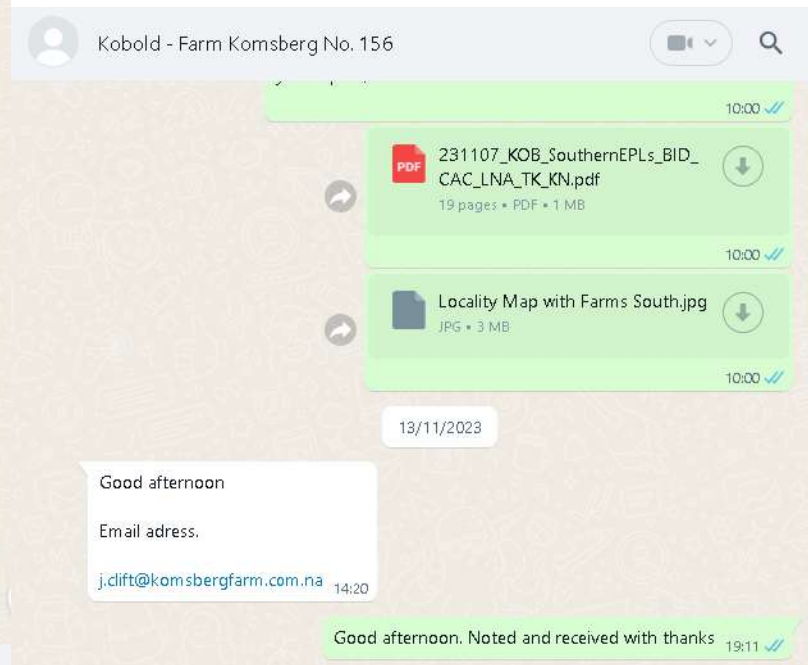 Kobold - Farm Komsberg No. 156
10:00
PDF
231107_KOB_SouthernEPLs_BID_
CAC_LNA_TK_KN.pdf
19 pages • PDF • 1 MB
10:00
Locality Map with Farms South.jpg
JPG • 3 MB
10:00
13/11/2023
Good afternoon
Email adress.
j.clift@komsbergfarm.com.na 14:20
Good afternoon. Noted and received with thanks 19:11